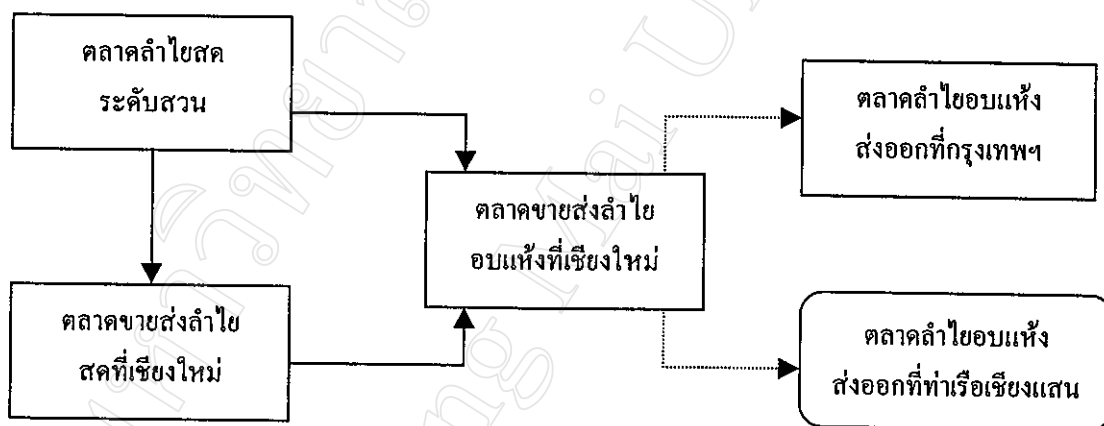 ตลาดลำไยสด
ระดับสวน
ตลาดขายส่งลำไย
สดที่เชียงใหม่
ตลาดขายส่งลำไย
อบแห้งที่เชียงใหม่
ตลาดลำไยอบแห้ง
ส่งออกที่กรุงเทพฯ
ตลาดลำไยอบแห้ง
ส่งออกที่ท่าเรือเชียงแสน